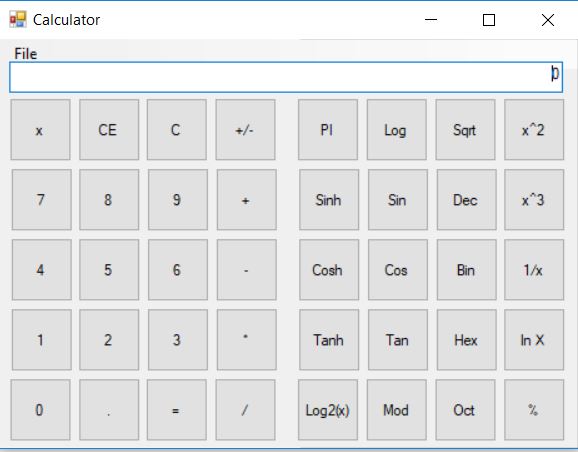 Calculator
File
0
x CE C +/- PI Log Sqrt x^2
7 8 9 + Sinh Sin Dec x^3
4 5 6 - Cosh Cos Bin 1/x
1 2 3 * Tanh Tan Hex ln X
0 . = / Log2(x) Mod Oct %